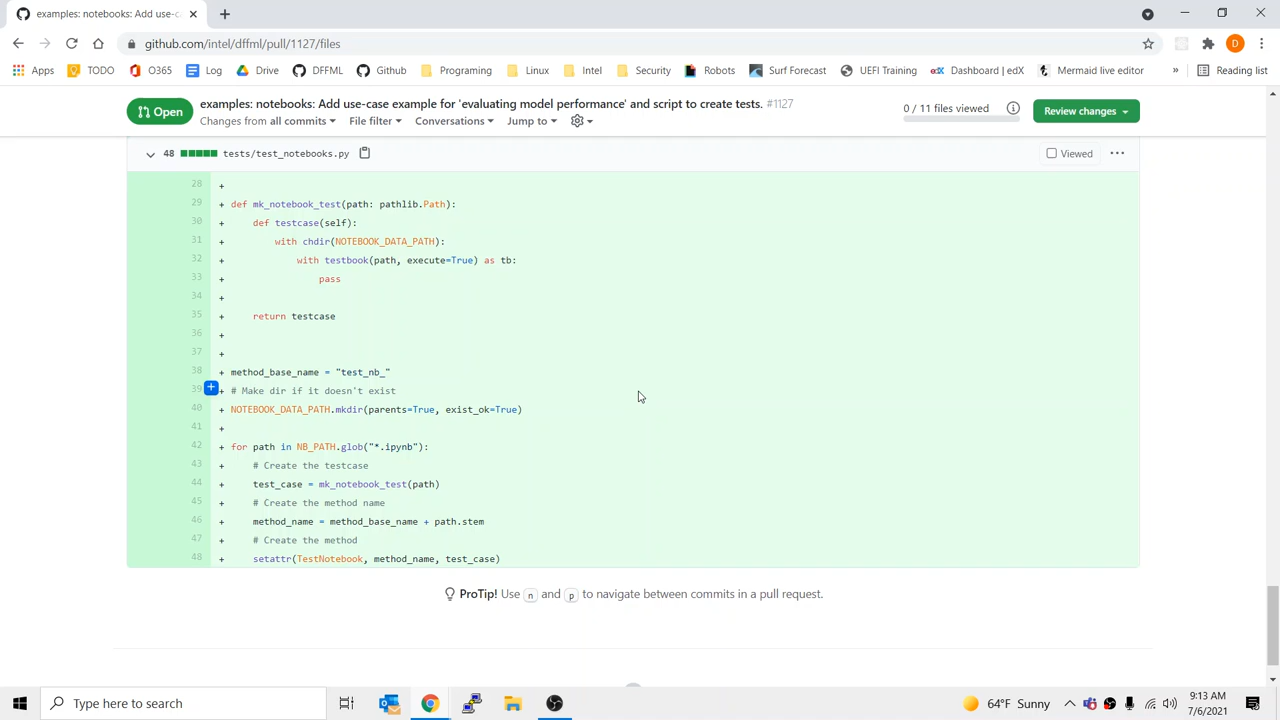 examples: notebooks: Add use-ca
github.com/intel/dffml/pull/1127/files
D
Apps TODO O365 Log Drive DFFML Github Programing Linux Intel Security Robots Surf Forecast UEFI Training edX Dashboard | edX Mermaid live editor » Reading list
Open
examples: notebooks: Add use-case example for 'evaluating model performance' and script to create tests. #1127
Changes from all commits File filter Conversations Jump to
0 / 11 files viewed
Review changes
48 tests/test_notebooks.py
Viewed
28 +
29 + def mk_notebook_test(path: pathlib.Path):
30 + def testcase(self):
31 + with chdir(NOTEBOOK_DATA_PATH):
32 + with testbook(path, execute=True) as tb:
33 + pass
34 +
35 + return testcase
36 +
37 +
38 + method_base_name = "test_nb_"
39 + # Make dir if it doesn't exist
40 + NOTEBOOK_DATA_PATH.mkdir(parents=True, exist_ok=True)
41 +
42 + for path in NB_PATH.glob("*.ipynb"):
43 + # Create the testcase
44 + test_case = mk_notebook_test(path)
45 + # Create the method name
46 + method_name = method_base_name + path.stem
47 + # Create the method
48 + setattr(TestNotebook, method_name, test_case)
ProTip! Use n and p to navigate between commits in a pull request.
Type here to search
64°F Sunny
9:13 AM
7/6/2021